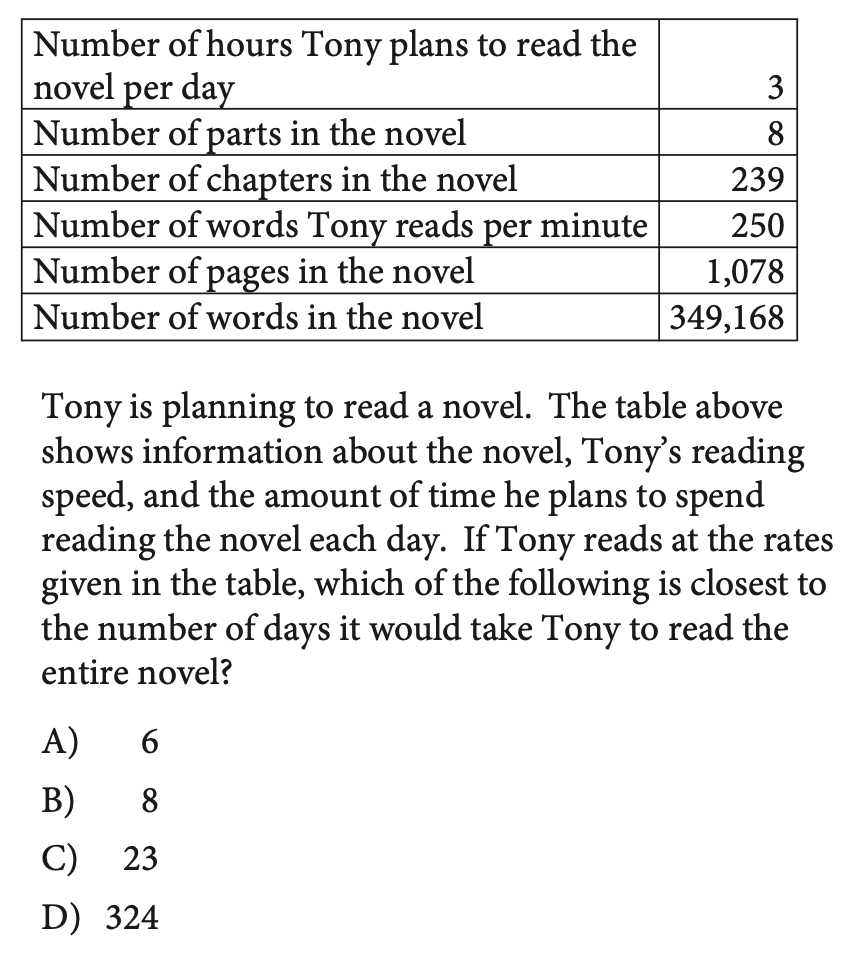 Number of hours Tony plans to read the
novel per day 3
Number of parts in the novel 8
Number of chapters in the novel 239
Number of words Tony reads per minute 250
Number of pages in the novel 1,078
Number of words in the novel 349,168
Tony is planning to read a novel. The table above
shows information about the novel, Tony’s reading
speed, and the amount of time he plans to spend
reading the novel each day. If Tony reads at the rates
given in the table, which of the following is closest to
the number of days it would take Tony to read the
entire novel?
A) 6
B) 8
C) 23
D) 324